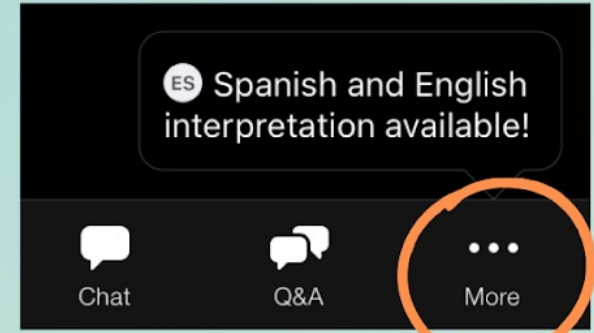 ES Spanish and English
interpretation available!
Chat
Q&A
More